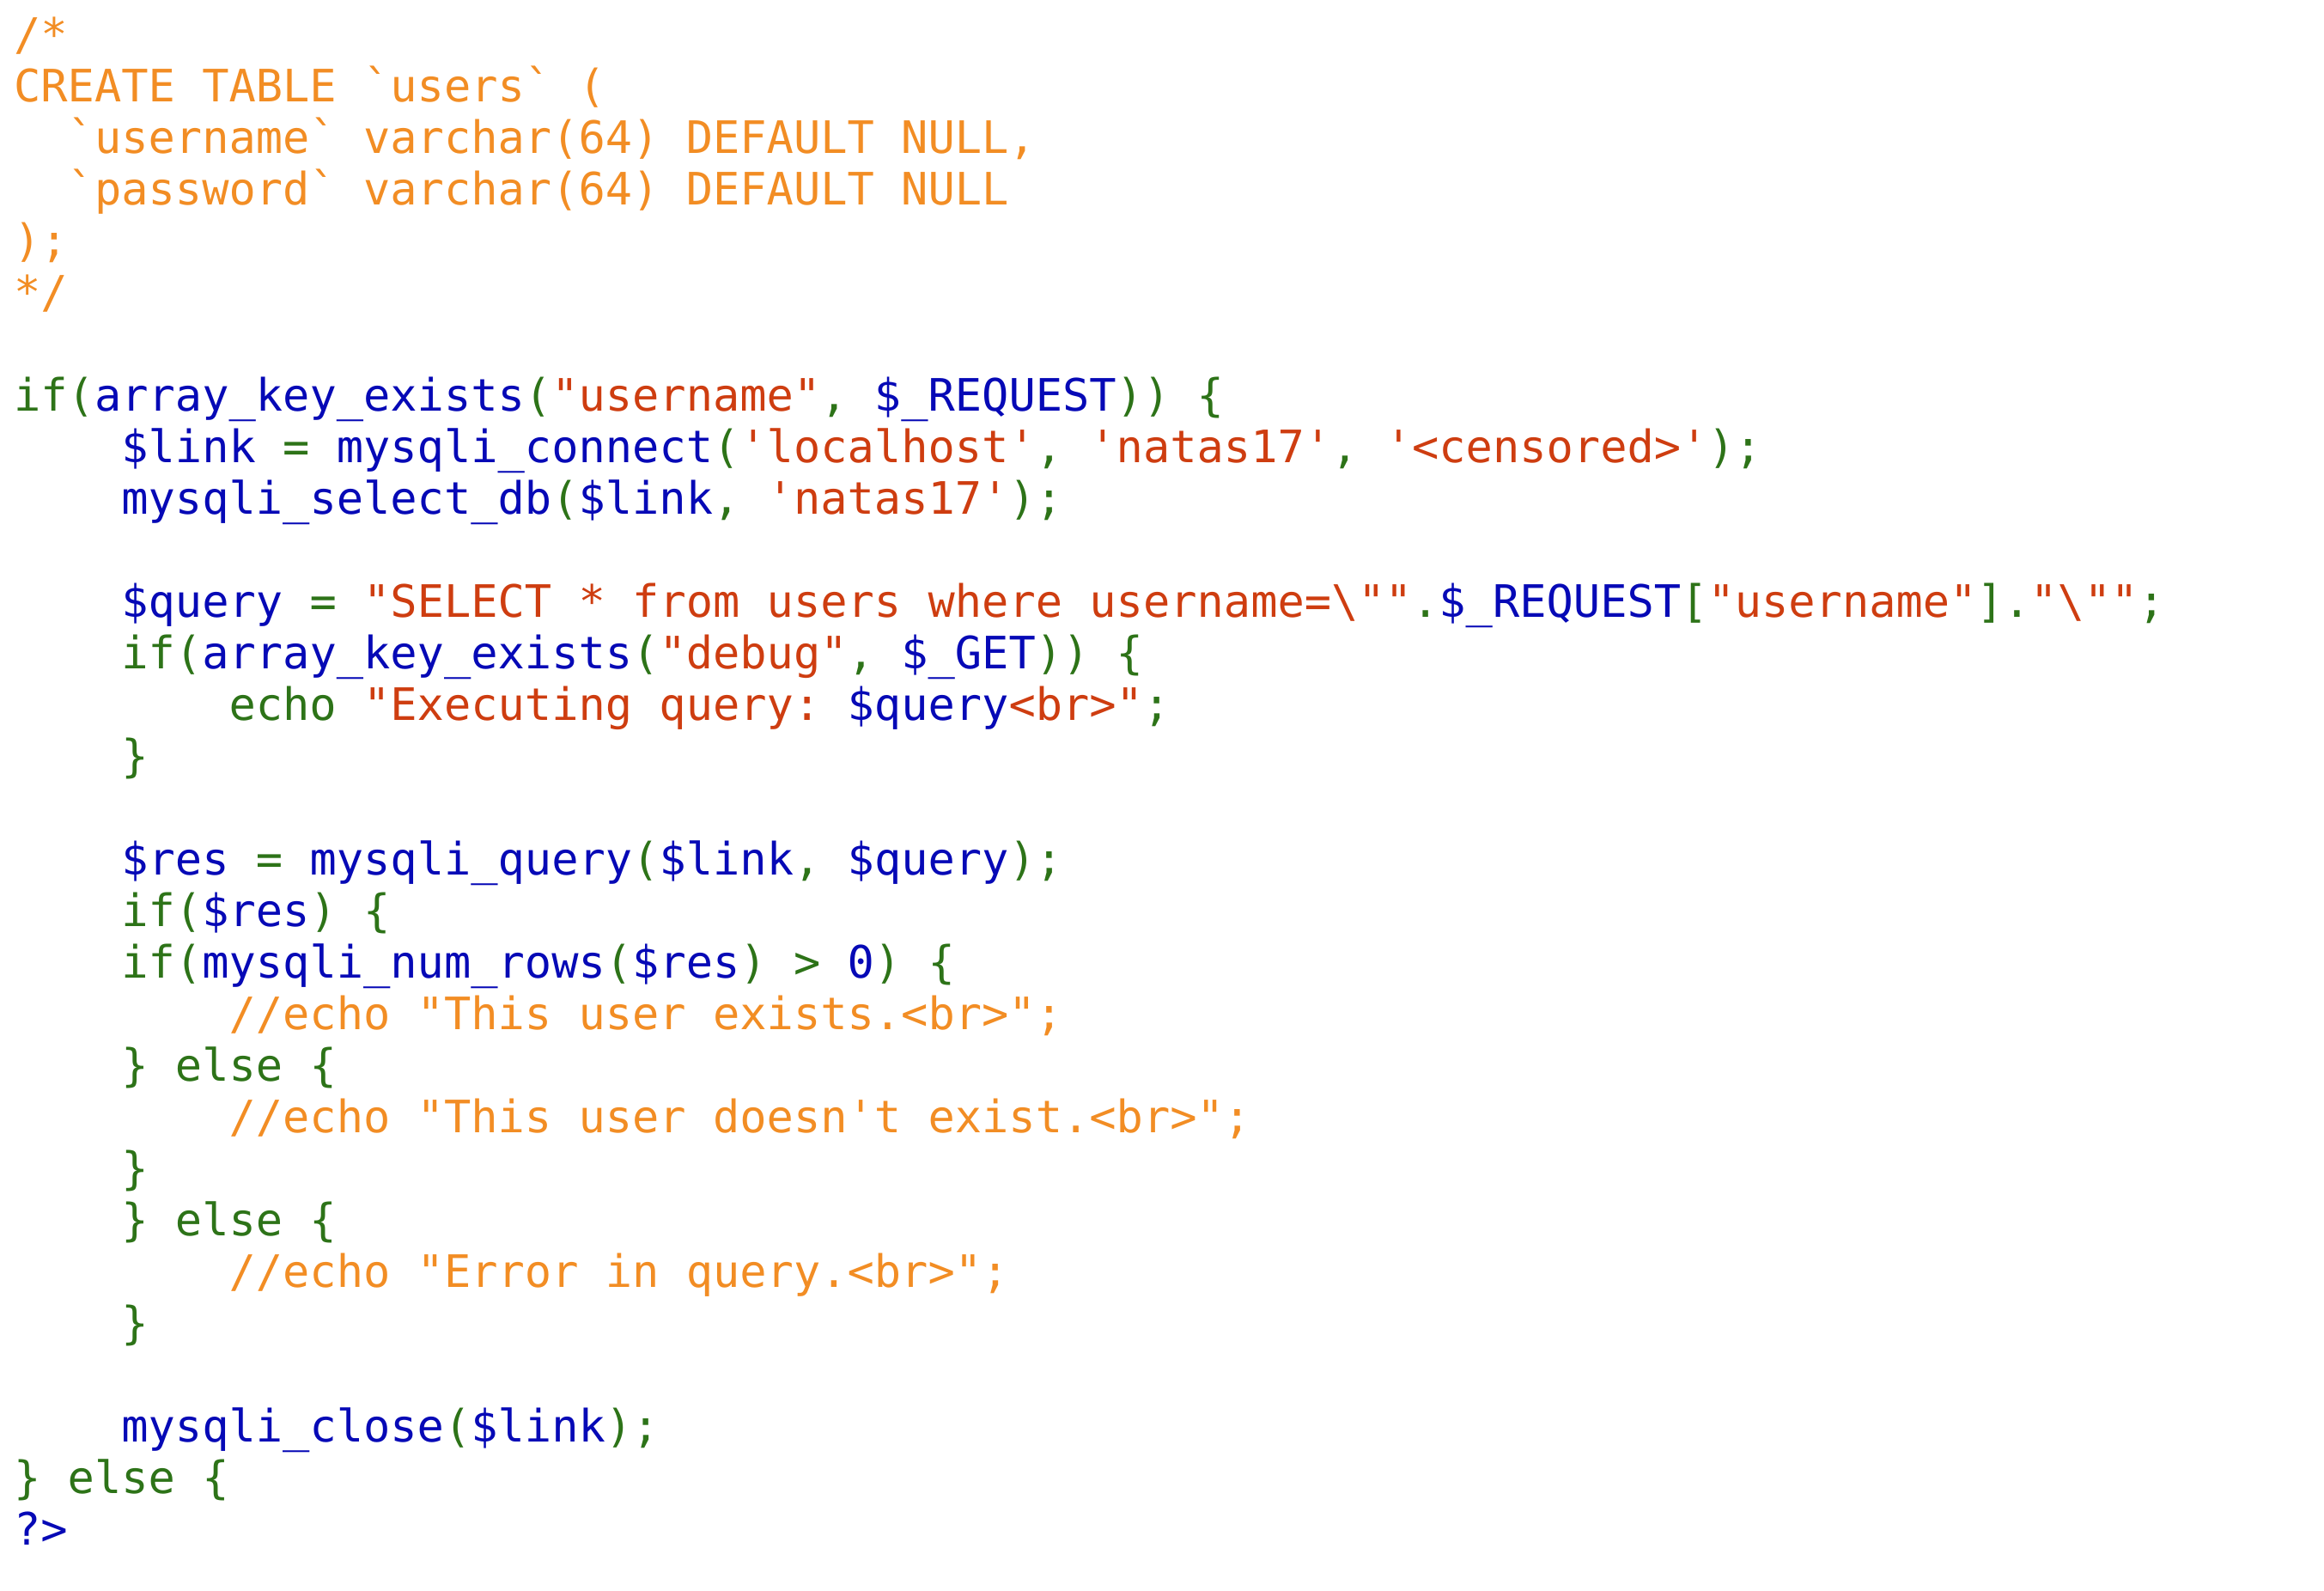 /*
CREATE TABLE `users` (
  `username` varchar(64) DEFAULT NULL,
  `password` varchar(64) DEFAULT NULL
);
*/

if(array_key_exists("username", $_REQUEST)) {
    $link = mysqli_connect('localhost', 'natas17', '<censored>');
    mysqli_select_db($link, 'natas17');

    $query = "SELECT * from users where username=\"".$_REQUEST["username"]."\"";
    if(array_key_exists("debug", $_GET)) {
        echo "Executing query: $query<br>";
    }

    $res = mysqli_query($link, $query);
    if($res) {
    if(mysqli_num_rows($res) > 0) {
        //echo "This user exists.<br>";
    } else {
        //echo "This user doesn't exist.<br>";
    }
    } else {
        //echo "Error in query.<br>";
    }

    mysqli_close($link);
} else {
?>